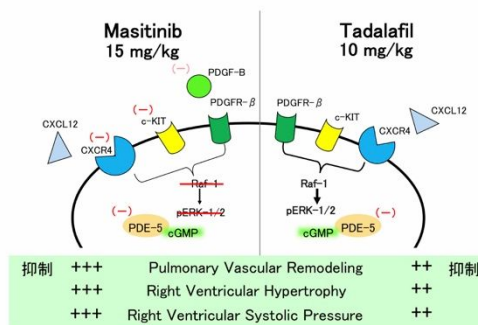 Masitinib
15 mg/kg
Tadalafil
10 mg/kg
(-)
PDGF-B
(-)
c-KIT
PDGFR-β
CXCL12
(-)
CXCR4
Raf-1
pERK-1/2
(-)
PDE-5
cGMP
PDGFR-β
c-KIT
CXCL12
CXCR4
Raf-1
pERK-1/2
(-)
cGMP
PDE-5
抑制 +++ Pulmonary Vascular Remodeling ++ 抑制
+++ Right Ventricular Hypertrophy ++
+++ Right Ventricular Systolic Pressure ++